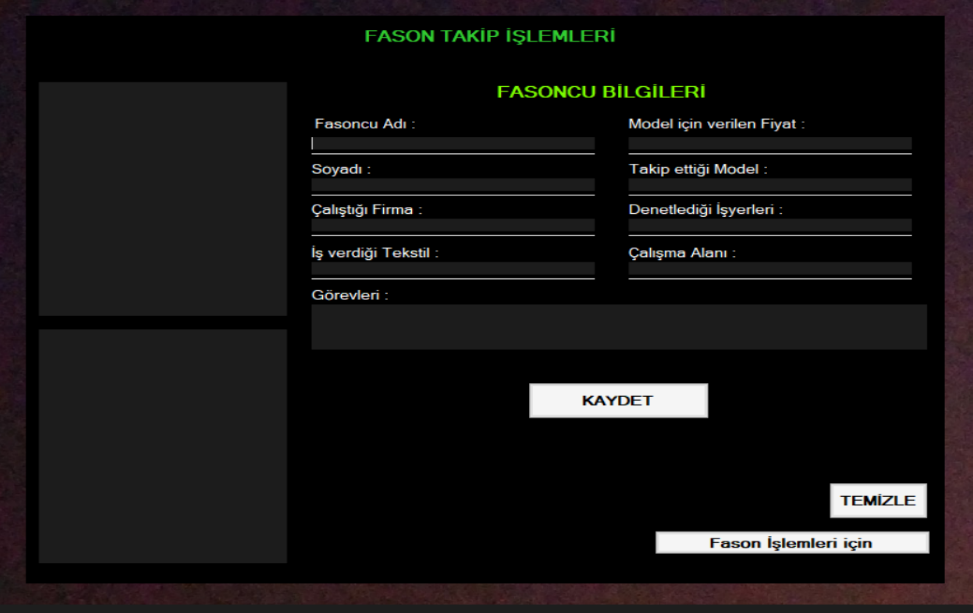 FASON TAKİP İŞLEMLERİ
FASONCU BİLGİLERİ
Fasoncu Adı :
Model için verilen Fiyat :
Soyadı :
Takip ettiği Model :
Çalıştığı Firma :
Denetlediği İşyerleri :
İş verdiği Tekstil :
Çalışma Alanı :
Görevleri :
KAYDET
TEMİZLE
Fason İşlemleri için